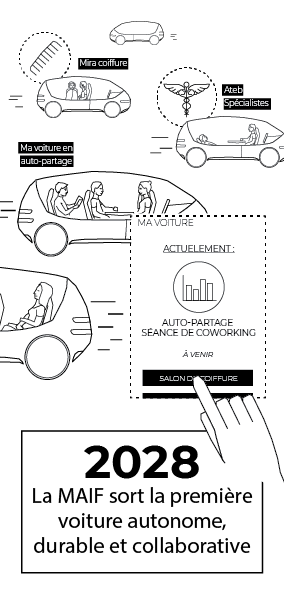 Mira coiffure
Ateb
Spécialistes
Ma voiture en
auto-partage
MA VOITURE
ACTUELEMENT :
AUTO-PARTAGE
SÉANCE DE COWORKING
À VENIR
SALON DE COIFFURE
2028
La MAIF sort la première
voiture autonome,
durable et collaborative